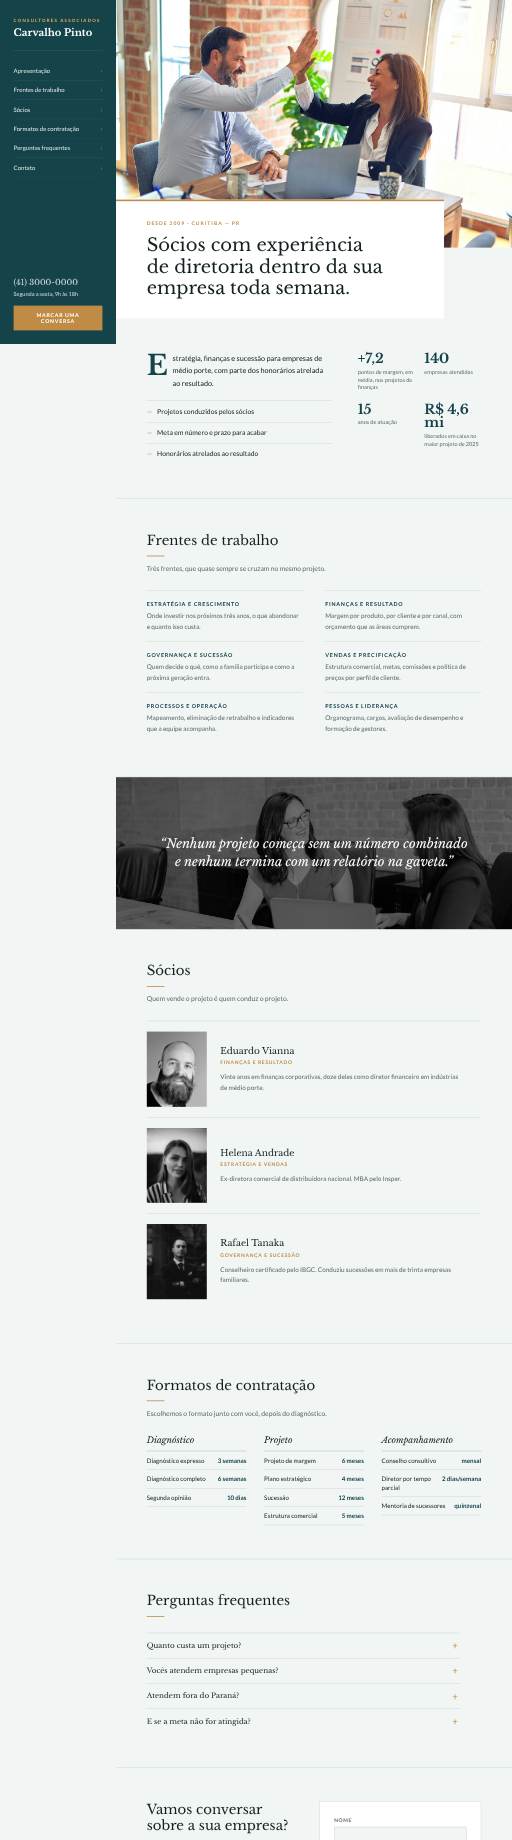 CONSULTORES ASSOCIADOS
Carvalho Pinto
Apresentação
Frentes de trabalho
Sócios
Formatos de contratação
Perguntas frequentes
Contato
(41) 3000-0000
Segunda a sexta, 9h às 18h
MARCAR UMA
CONVERSA
DESDE 2009 · CURITIBA — PR
Sócios com experiência
de diretoria dentro da sua
empresa toda semana.
Estratégia, finanças e sucessão para empresas de
médio porte, com parte dos honorários atrelada
ao resultado.
— Projetos conduzidos pelos sócios
— Meta em número e prazo para acabar
— Honorários atrelados ao resultado
+7,2
pontos de margem, em
média, nos projetos de
finanças
140
empresas atendidas
15
anos de atuação
R$ 4,6
mi
liberados em caixa no
maior projeto de 2025
Frentes de trabalho
Três frentes, que quase sempre se cruzam no mesmo projeto.
ESTRATÉGIA E CRESCIMENTO
Onde investir nos próximos três anos, o que abandonar
e quanto isso custa.
FINANÇAS E RESULTADO
Margem por produto, por cliente e por canal, com
orçamento que as áreas cumprem.
GOVERNANÇA E SUCESSÃO
Quem decide o quê, como a família participa e como a
próxima geração entra.
VENDAS E PRECIFICAÇÃO
Estrutura comercial, metas, comissões e política de
preços por perfil de cliente.
PROCESSOS E OPERAÇÃO
Mapeamento, eliminação de retrabalho e indicadores
que a equipe acompanha.
PESSOAS E LIDERANÇA
Organograma, cargos, avaliação de desempenho e
formação de gestores.
“Nenhum projeto começa sem um número combinado
e nenhum termina com um relatório na gaveta.”
Sócios
Quem vende o projeto é quem conduz o projeto.
Eduardo Vianna
FINANÇAS E RESULTADO
Vinte anos em finanças corporativas, doze deles como diretor financeiro em indústrias
de médio porte.
Helena Andrade
ESTRATÉGIA E VENDAS
Ex-diretora comercial de distribuidora nacional. MBA pelo Insper.
Rafael Tanaka
GOVERNANÇA E SUCESSÃO
Conselheiro certificado pelo IBGC. Conduziu sucessões em mais de trinta empresas
familiares.
Formatos de contratação
Escolhemos o formato junto com você, depois do diagnóstico.
Diagnóstico
Diagnóstico expresso 3 semanas
Diagnóstico completo 6 semanas
Segunda opinião 10 dias
Projeto
Projeto de margem 6 meses
Plano estratégico 4 meses
Sucessão 12 meses
Estrutura comercial 5 meses
Acompanhamento
Conselho consultivo mensal
Diretor por tempo 2 dias/semana
parcial
Mentoria de sucessores quinzenal
Perguntas frequentes
Quanto custa um projeto? +
Vocês atendem empresas pequenas? +
Atendem fora do Paraná? +
E se a meta não for atingida? +
Vamos conversar
sobre a sua empresa?
NOME